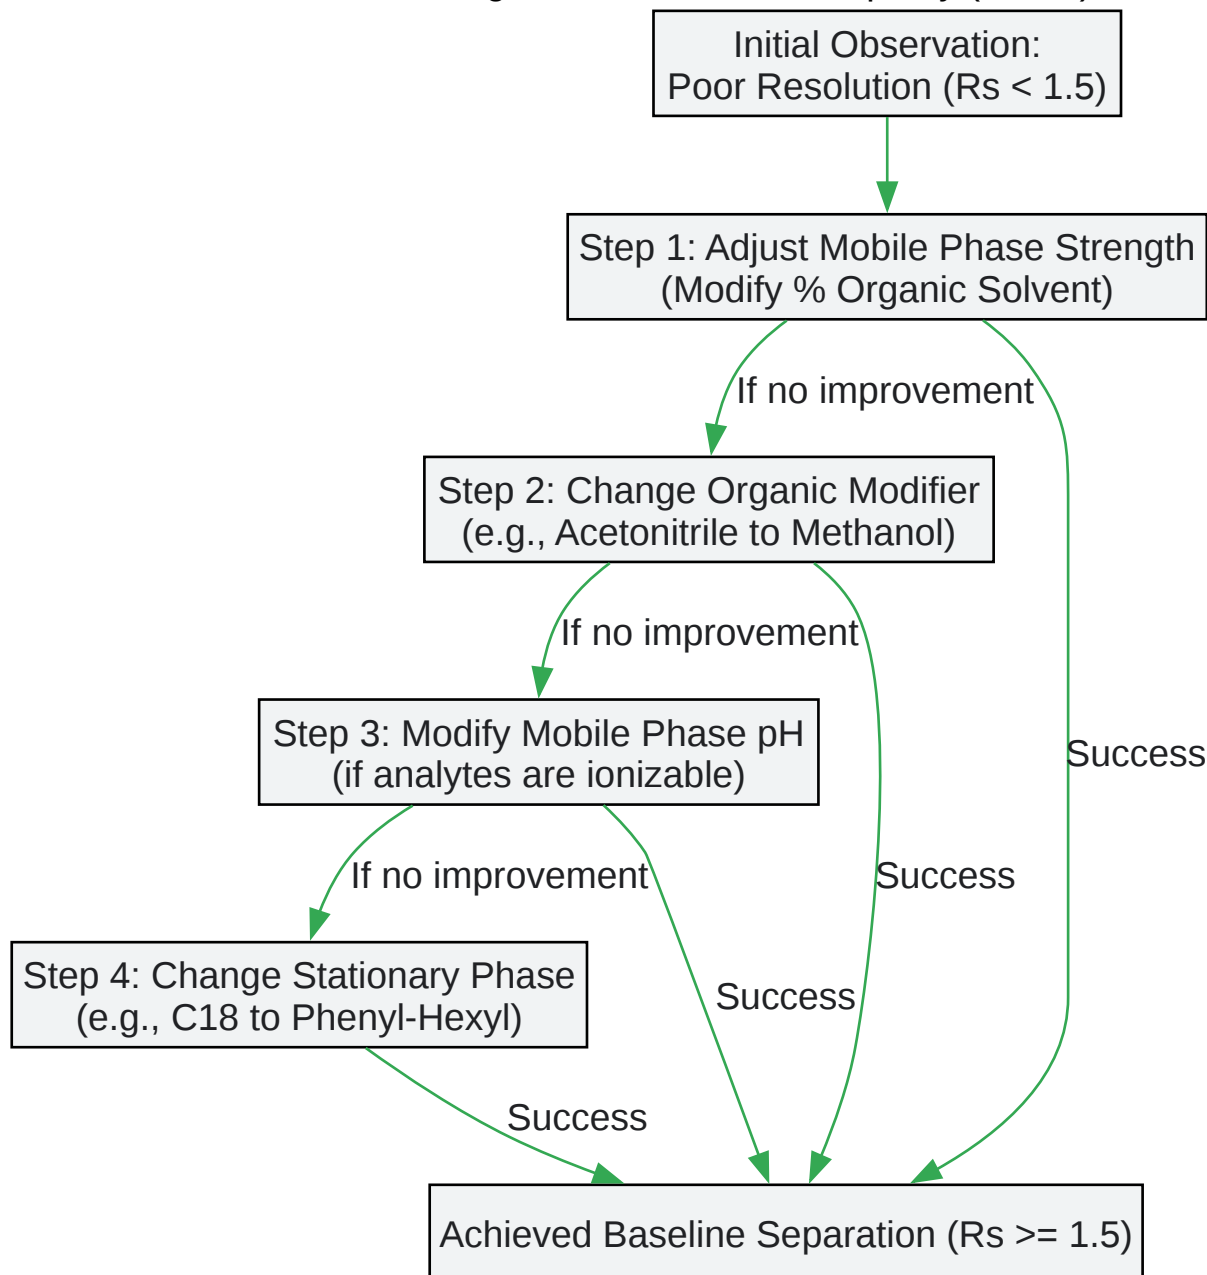 Initial Observation:
Poor Resolution (Rs < 1.5)
Step 1: Adjust Mobile Phase Strength
(Modify % Organic Solvent)
If no improvement
Step 2: Change Organic Modifier
(e.g., Acetonitrile to Methanol)
If no improvement
Step 3: Modify Mobile Phase pH
(if analytes are ionizable)
Success
If no improvement
Success
Step 4: Change Stationary Phase
(e.g., C18 to Phenyl-Hexyl)
Success
Success
Achieved Baseline Separation (Rs >= 1.5)